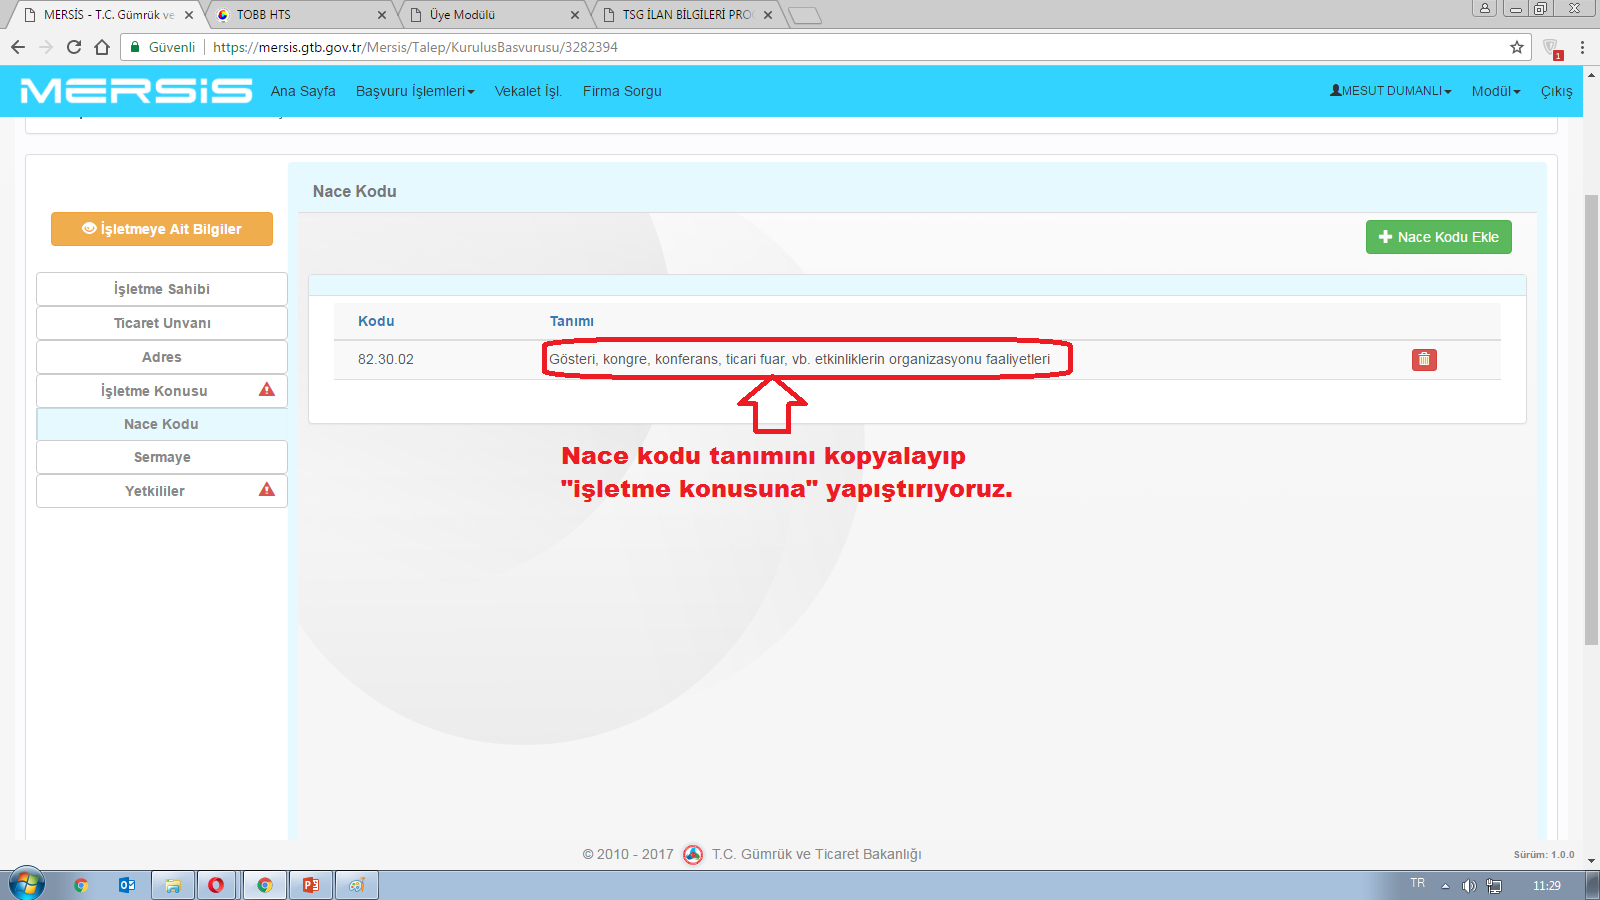 MERSİS - T.C. Gümrük ve
TOBB HTS
Üye Modülü
TSG İLAN BİLGİLERİ PRO
Güvenli
https://mersis.gtb.gov.tr/Mersis/Talep/KurulusBasvurusu/3282394
1
MERSiS
Ana Sayfa
Başvuru İşlemleri
Vekalet İşl.
Firma Sorgu
MESUT DUMANLI
Modül
Çıkış
Nace Kodu
İşletmeye Ait Bilgiler
Nace Kodu Ekle
İşletme Sahibi
Ticaret Unvanı
Adres
İşletme Konusu
Nace Kodu
Sermaye
Yetkililer
Kodu
Tanımı
82.30.02
Gösteri, kongre, konferans, ticari fuar, vb. etkinliklerin organizasyonu faaliyetleri
Nace kodu tanımını kopyalayıp
"işletme konusuna" yapıştırıyoruz.
© 2010 - 2017
T.C. Gümrük ve Ticaret Bakanlığı
Sürüm: 1.0.0
TR
11:29